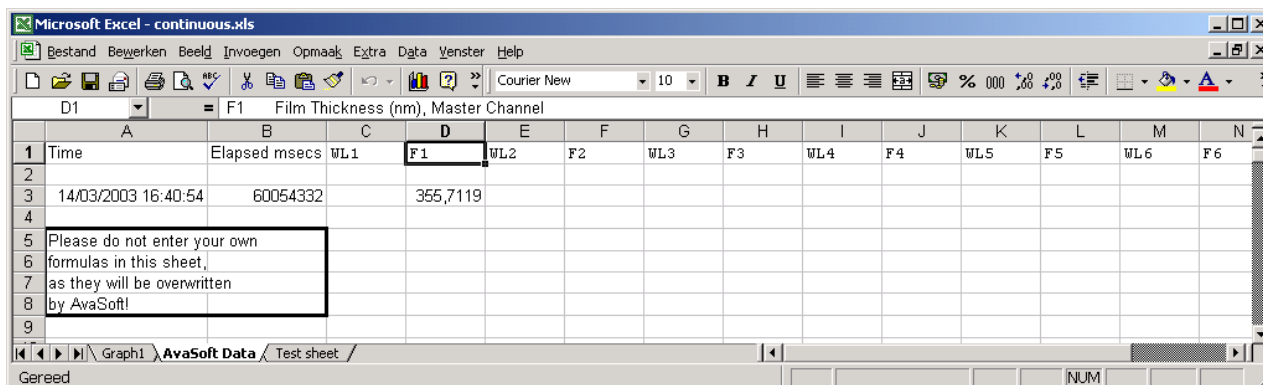 Microsoft Excel - continuous.xls
Bestand Bewerken Beeld Invoegen Opmaak Extra Data Venster Help
Courier New 10 B I U % 000
D1 = F1 Film Thickness (nm), Master Channel
A B C D E F G H I J K L M N
1 Time Elapsed msecs WL1 F1 WL2 F2 WL3 F3 WL4 F4 WL5 F5 WL6 F6
2
3 14/03/2003 16:40:54 60054332 355,7119
4
5 Please do not enter your own
6 formulas in this sheet,
7 as they will be overwritten
8 by AvaSoft!
9
Graph1 AvaSoft Data Test sheet
Gereed NUM